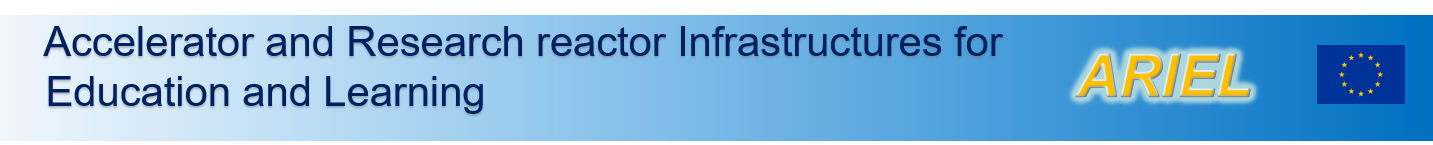 Accelerator and Research reactor Infrastructures for
Education and Learning
ARIEL